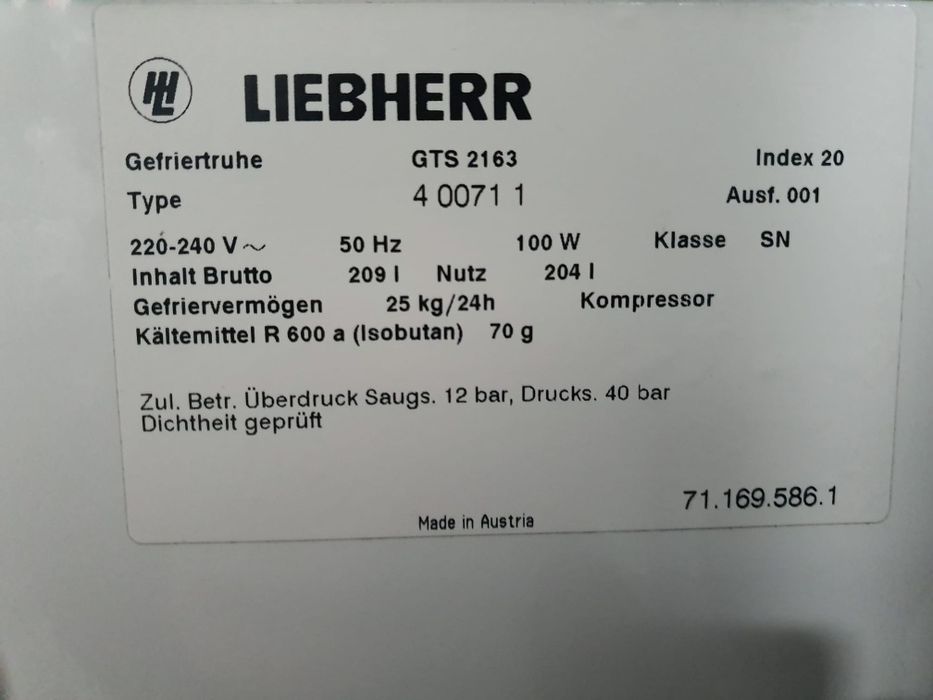 HL LIEBHERR
Gefriertruhe GTS 2163 Index 20
Type 4 0071 1 Ausf. 001
220-240 V ~ 50 Hz 100 W Klasse SN
Inhalt Brutto 209 l Nutz 204 l
Gefriervermögen 25 kg/24h Kompressor
Kältemittel R 600 a (Isobutan) 70 g
Zul. Betr. Überdruck Saugs. 12 bar, Drucks. 40 bar
Dichtheit geprüft
71.169.586.1
Made in Austria